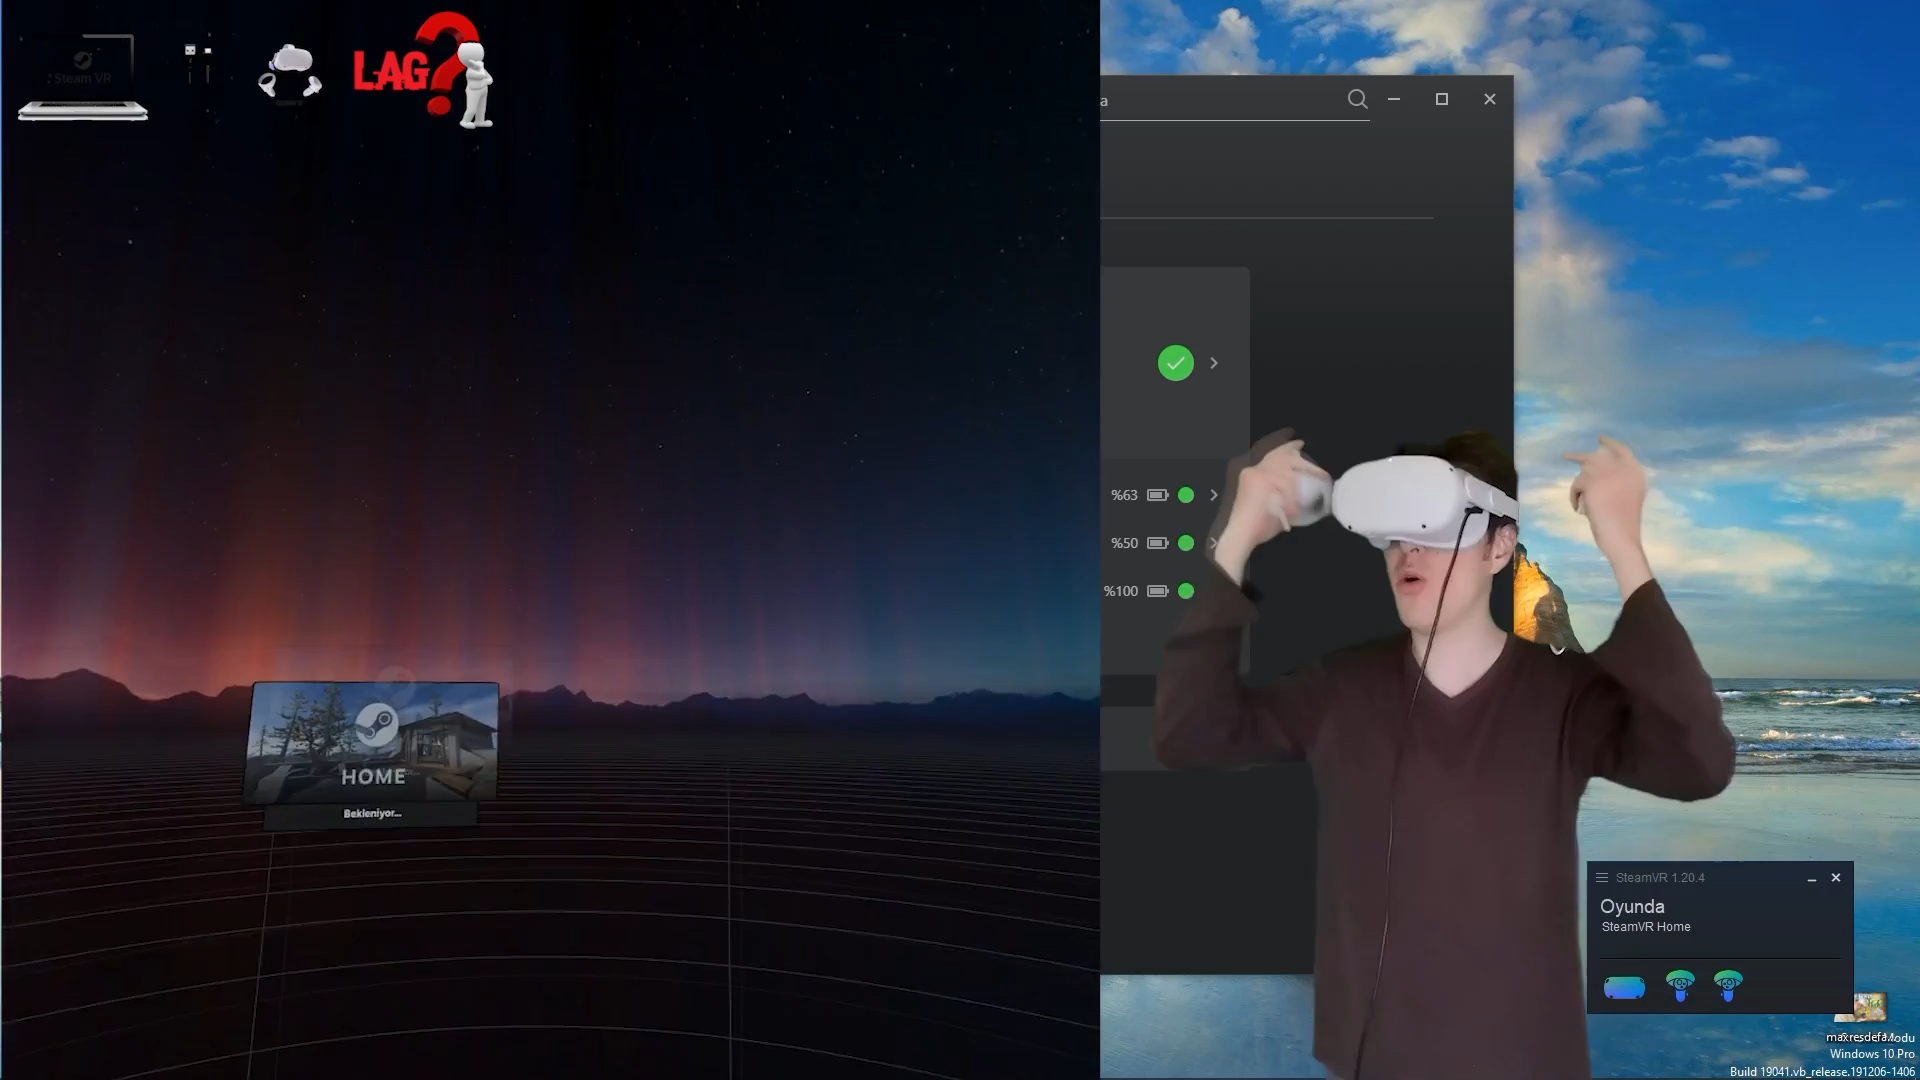 Steam VR
LAG?
a
%63
%50
%100
HOME
Bekleniyor...
SteamVR 1.20.4
Oyunda
SteamVR Home
Modu
Windows 10 Pro
Build 19041.vb_release.191206-1406